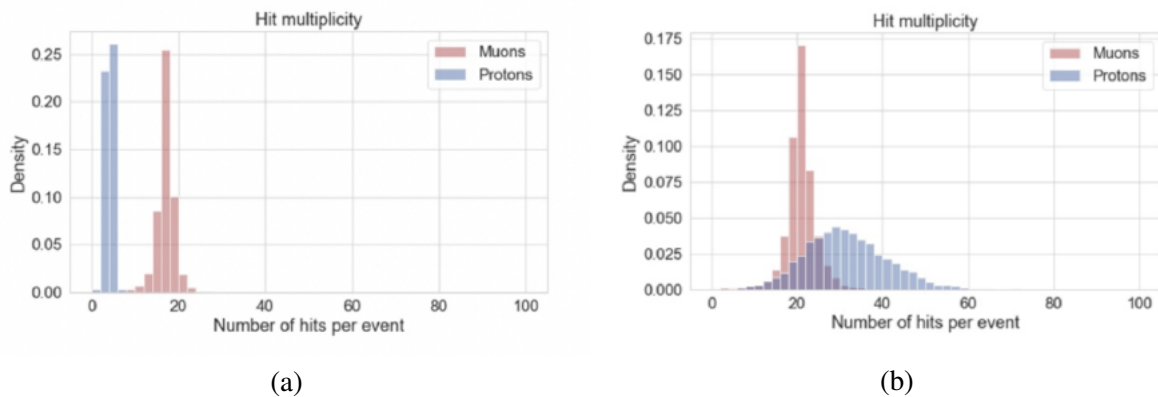 Hit multiplicity
Muons
Protons
0.25
0.20
0.15
0.10
0.05
0.00
Density
0 20 40 60 80 100
Number of hits per event
(a)
Hit multiplicity
Muons
Protons
0.175
0.150
0.125
0.100
0.075
0.050
0.025
0.000
Density
0 20 40 60 80 100
Number of hits per event
(b)